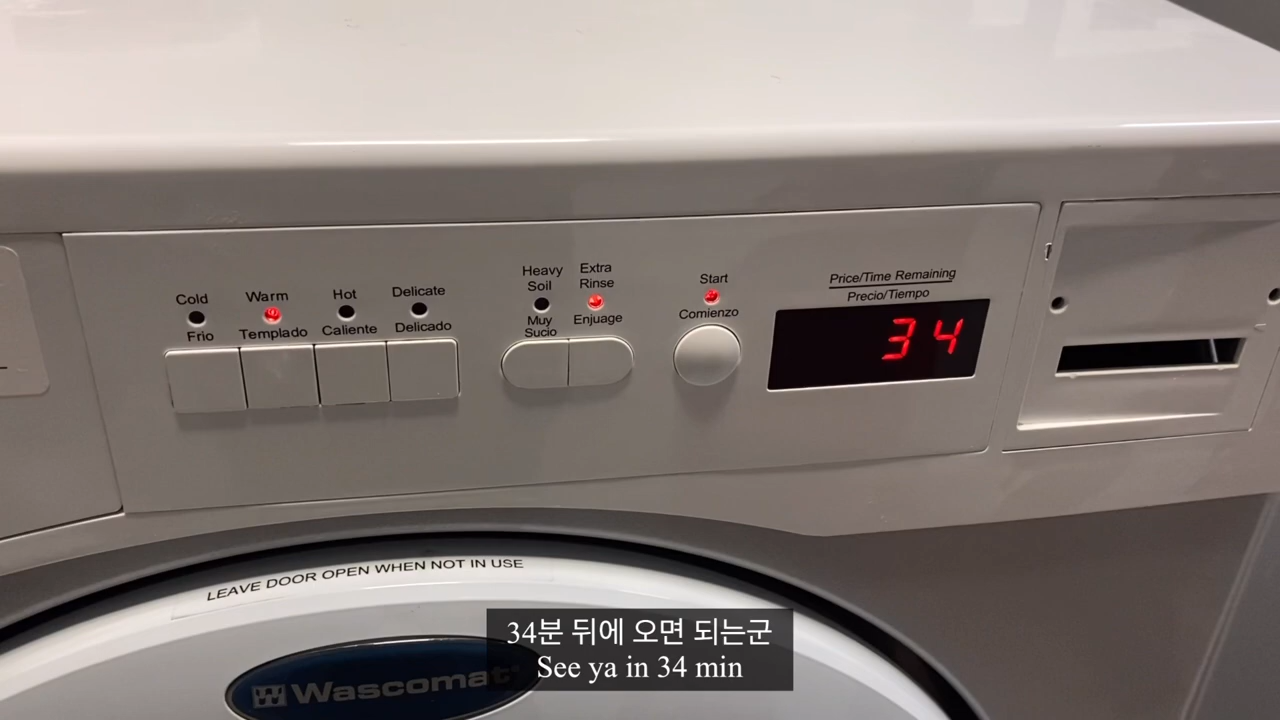 Cold
Frio
Warm
Templado
Hot
Caliente
Delicate
Delicado
Heavy
Soil
Muy
Sucio
Extra
Rinse
Enjuage
Start
Comienzo
Price/Time Remaining
Precio/Tiempo
34
LEAVE DOOR OPEN WHEN NOT IN USE
Wascomat
34분 뒤에 오면 되는군
See ya in 34 min